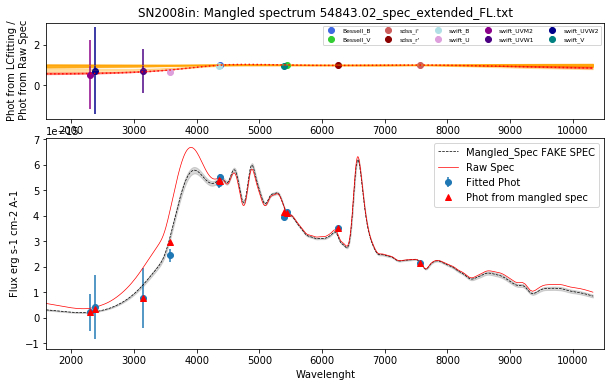 SN2008in: Mangled spectrum 54843.02_spec_extended_FL.txt
Phot from LCfitting /
Phot from Raw Spec
2
0
Bessell_B
Bessell_V
sdss_i'
sdss_r'
swift_B
swift_U
swift_UVM2
swift_UVW1
swift_UVW2
swift_V
2000 3000 4000 5000 6000 7000 8000 9000 10000
1e-15
Flux erg s-1 cm-2 A-1
7
6
5
4
3
2
1
0
−1
Mangled_Spec FAKE SPEC
Raw Spec
Fitted Phot
Phot from mangled spec
2000 3000 4000 5000 6000 7000 8000 9000 10000
Wavelenght